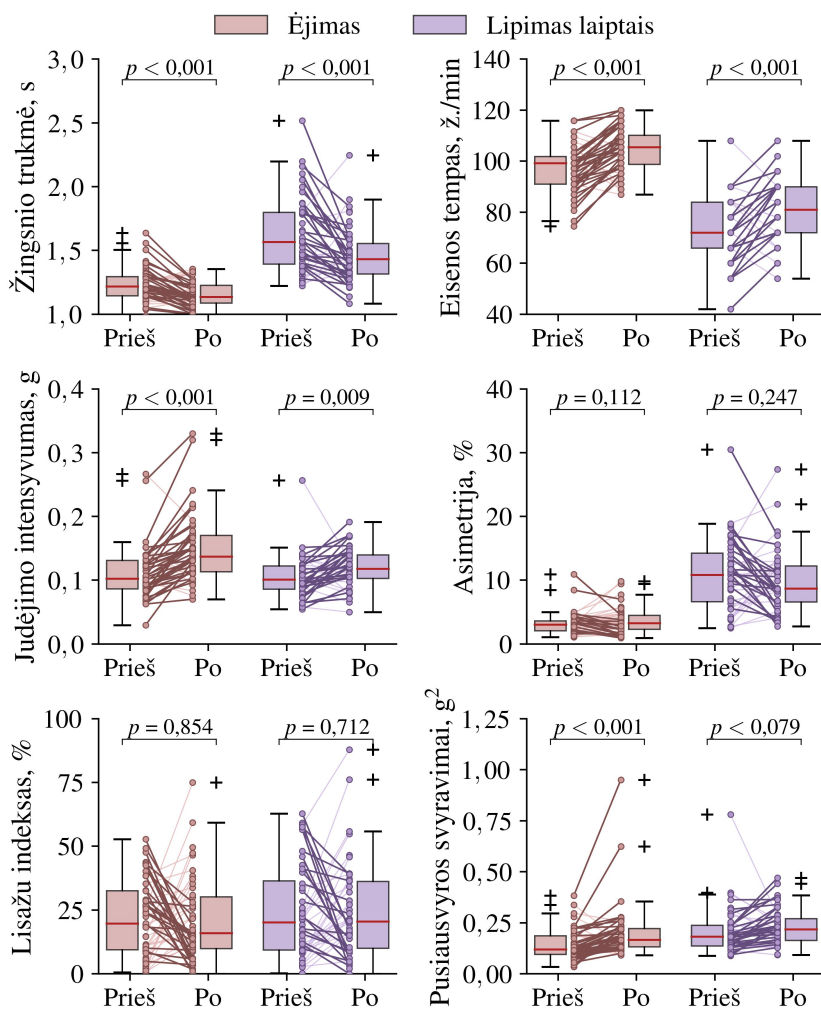 Ėjimas Lipimas laiptais
Žingsnio trukmė, s
3,0
2,5
2,0
1,5
1,0
p < 0,001 p < 0,001
Prieš Po Prieš Po
Eisenos tempas, ž./min
140
120
100
80
60
40
p < 0,001 p < 0,001
Prieš Po Prieš Po
Judėjimo intensyvumas, g
0,4
0,3
0,2
0,1
0,0
p < 0,001 p = 0,009
Prieš Po Prieš Po
Asimetrija, %
40
30
20
10
0
p = 0,112 p = 0,247
Prieš Po Prieš Po
Lisažu indeksas, %
100
75
50
25
0
p = 0,854 p = 0,712
Prieš Po Prieš Po
Pusiausvyros svyravimai, g²
1,25
1,00
0,75
0,50
0,25
0,00
p < 0,001 p < 0,079
Prieš Po Prieš Po